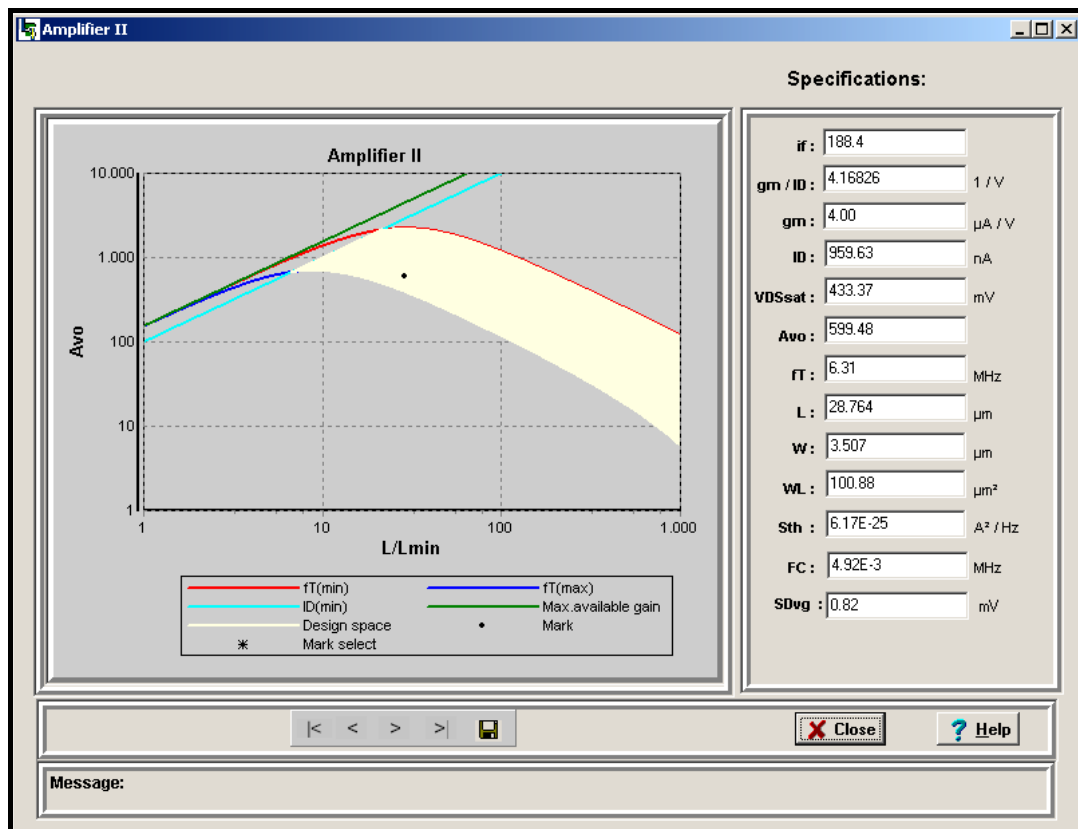 Amplifier II
Specifications:
Amplifier II
10.000
1.000
100
10
1
Avo
1 10 100 1.000
L/Lmin
fT(min) fT(max)
ID(min) Max.available gain
Design space Mark
Mark select
if : 188.4
gm / ID : 4.16826 1 / V
gm : 4.00 µA / V
ID : 959.63 nA
VDSsat : 433.37 mV
Avo : 599.48
fT : 6.31 MHz
L : 28.764 µm
W : 3.507 µm
WL : 100.88 µm²
Sth : 6.17E-25 A² / Hz
FC : 4.92E-3 MHz
SDvg : 0.82 mV
|< < > >|
Close
? Help
Message: